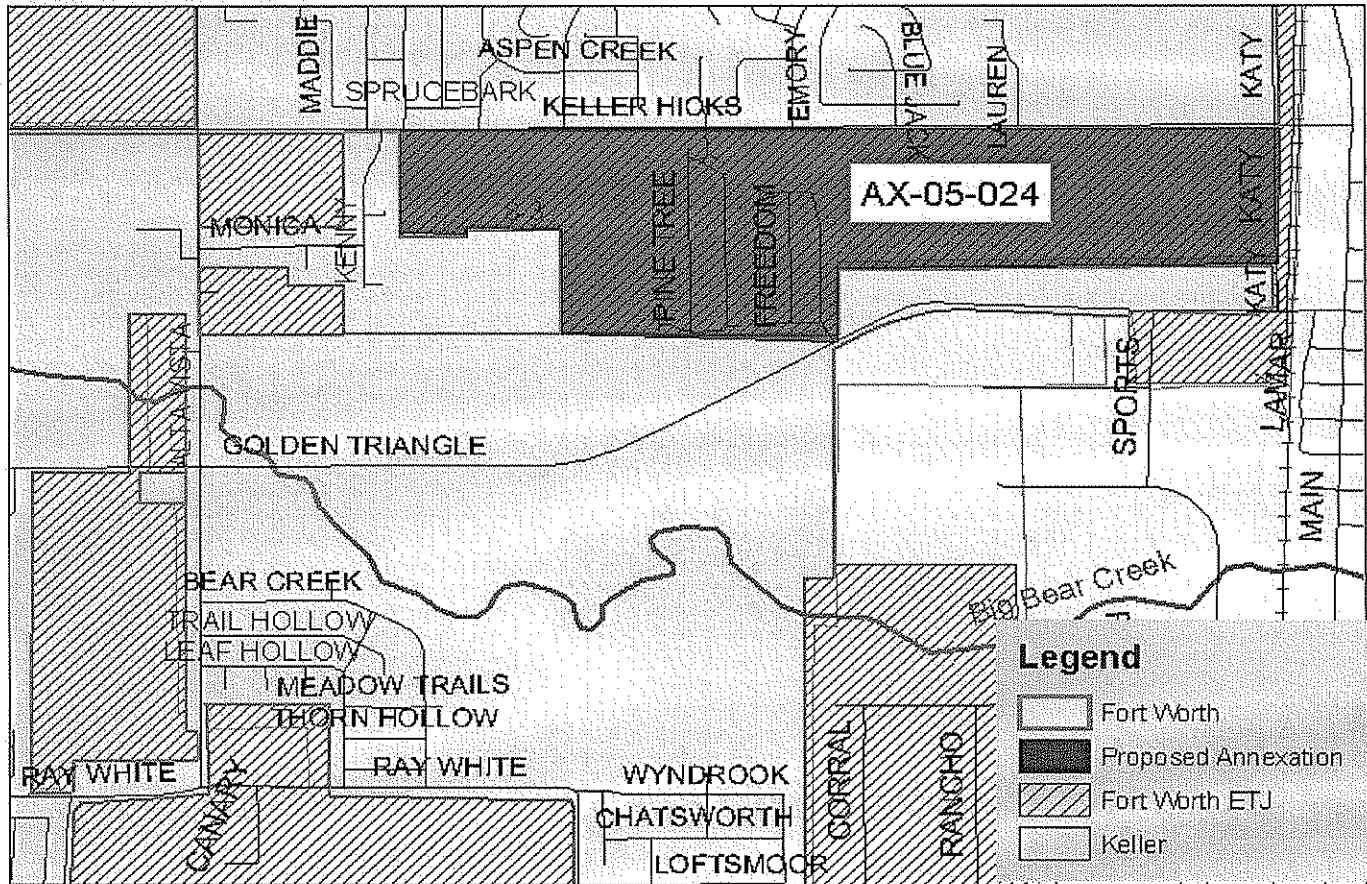 MADDIE
ASPEN CREEK
SPRUCEBARK
KELLER HICKS
EMORY
BLUE JACK
LAUREN
KATY
AX-05-024
MONICA
KENNY
PINE TREE
FREEDOM
KATY
KATY
KATY
GOLDEN TRIANGLE
SPORTS
LAMAR
MAIN
BEAR CREEK
TRAIL HOLLOW
LEAF HOLLOW
MEADOW TRAILS
THORN HOLLOW
RAY WHITE
RAY WHITE
CANARY
WYNDROOK
CHATSWORTH
LOFTSMOOR
CORRAL
RANCHO
Big Bear Creek
Legend
Fort Worth
Proposed Annexation
Fort Worth ETJ
Keller